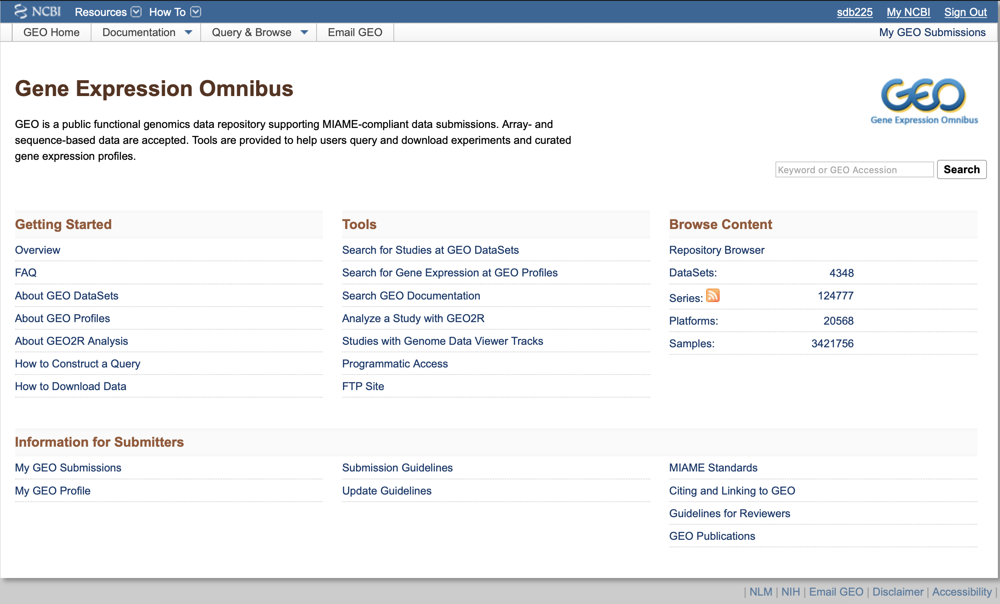 NCBI Resources How To sdb225 My NCBI Sign Out
GEO Home Documentation Query & Browse Email GEO My GEO Submissions
Gene Expression Omnibus
GEO
Gene Expression Omnibus
GEO is a public functional genomics data repository supporting MIAME-compliant data submissions. Array- and
sequence-based data are accepted. Tools are provided to help users query and download experiments and curated
gene expression profiles.
Keyword or GEO Accession Search
Getting Started
Overview
FAQ
About GEO DataSets
About GEO Profiles
About GEO2R Analysis
How to Construct a Query
How to Download Data
Tools
Search for Studies at GEO DataSets
Search for Gene Expression at GEO Profiles
Search GEO Documentation
Analyze a Study with GEO2R
Studies with Genome Data Viewer Tracks
Programmatic Access
FTP Site
Browse Content
Repository Browser
DataSets: 4348
Series: 124777
Platforms: 20568
Samples: 3421756
Information for Submitters
My GEO Submissions
My GEO Profile
Submission Guidelines
Update Guidelines
MIAME Standards
Citing and Linking to GEO
Guidelines for Reviewers
GEO Publications
| NLM | NIH | Email GEO | Disclaimer | Accessibility |